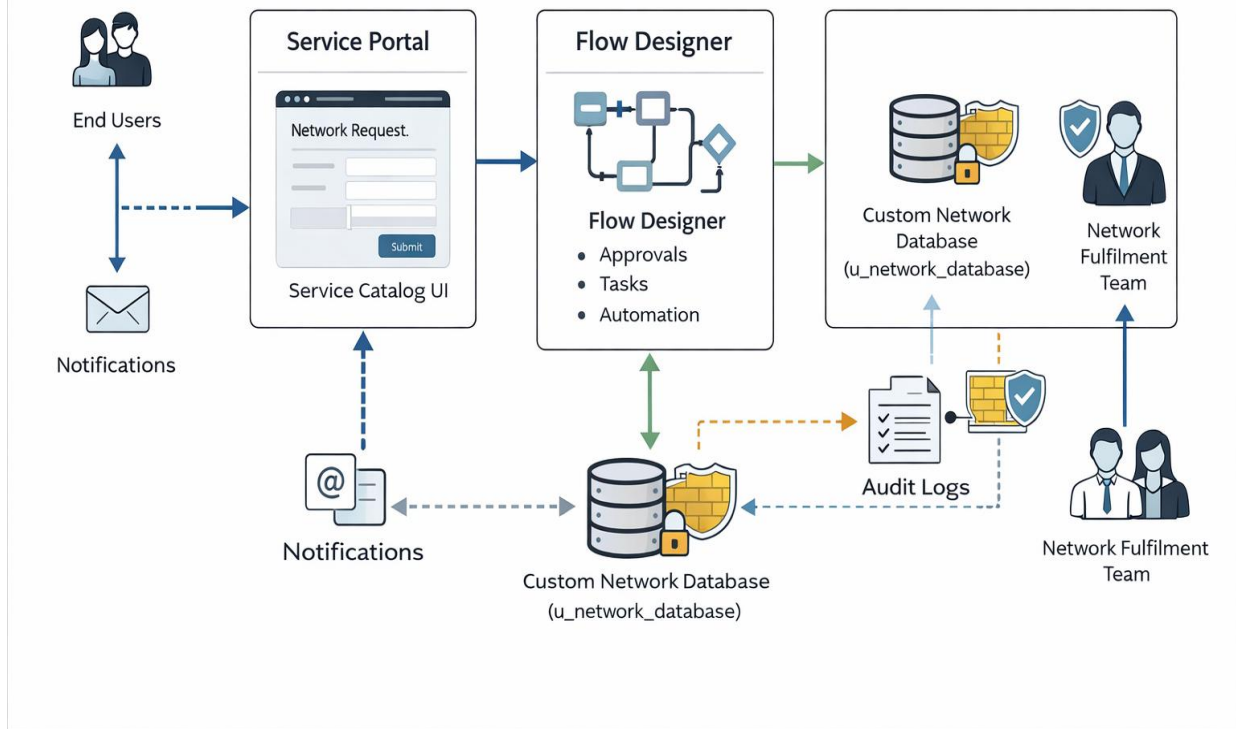 End Users
Notifications
Service Portal
Network Request.
Submit
Service Catalog UI
Flow Designer
Flow Designer
• Approvals
• Tasks
• Automation
Custom Network
Database
(u_network_database)
Network
Fulfilment
Team
@
Notifications
Custom Network Database
(u_network_database)
Audit Logs
Network Fulfilment
Team